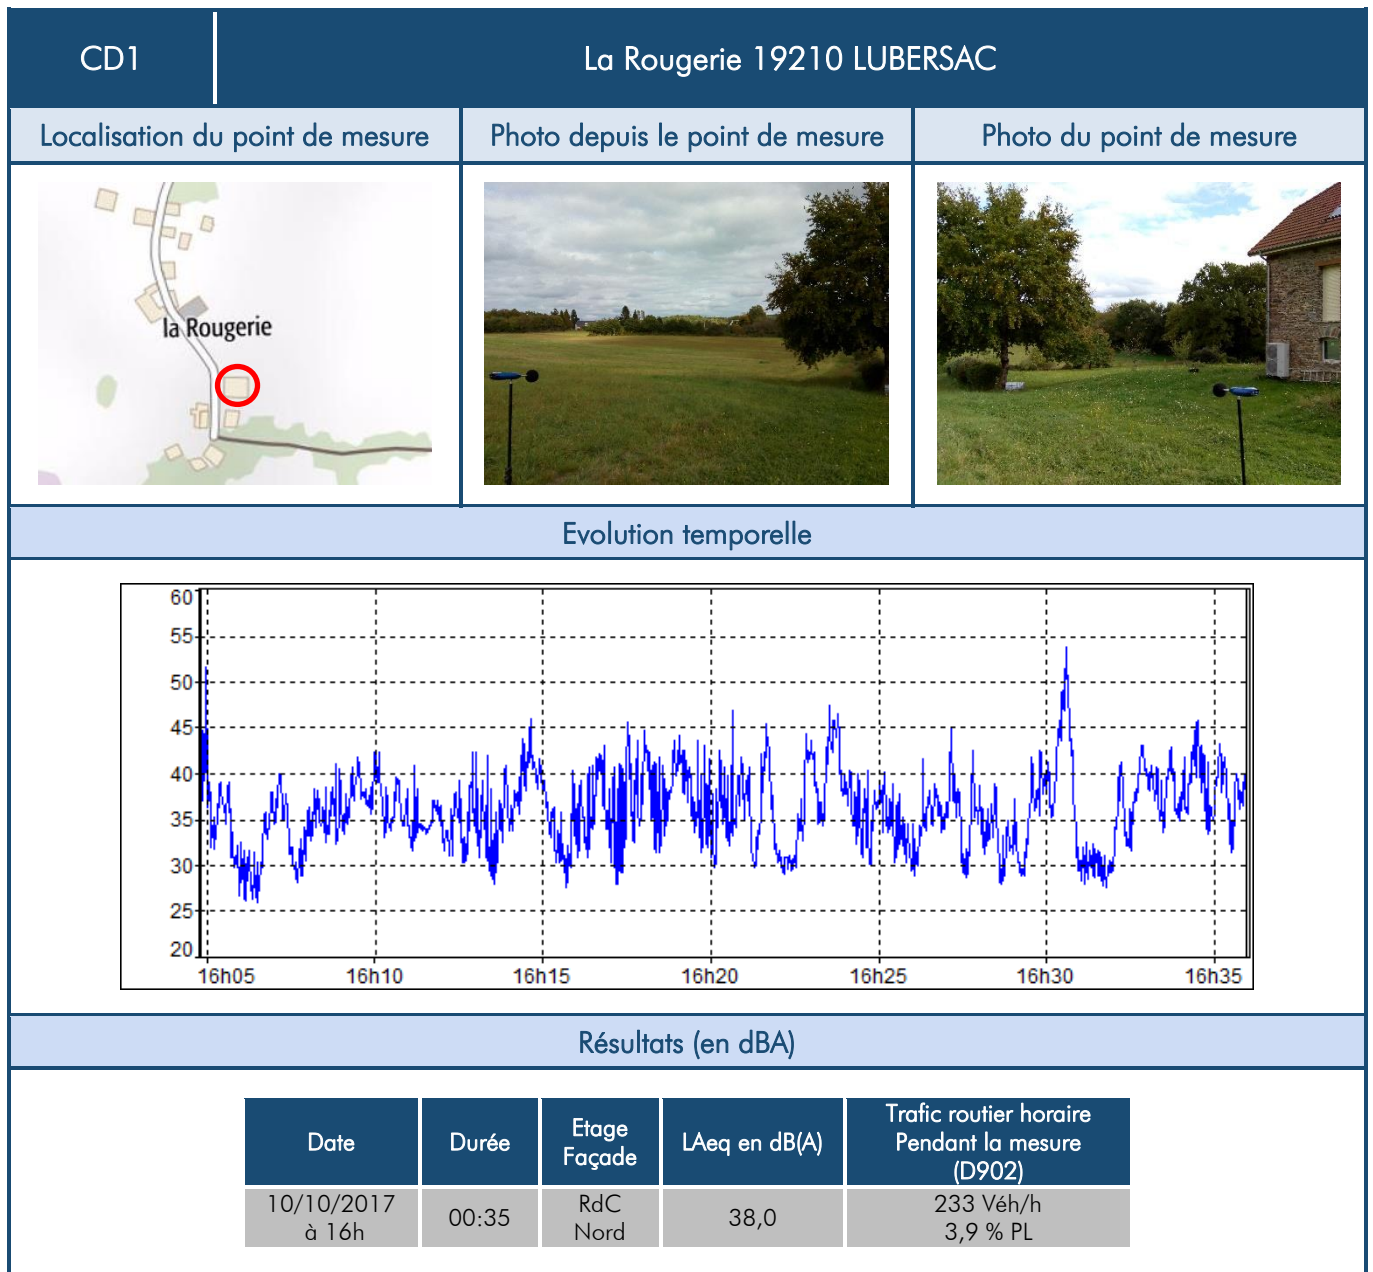 CD1
La Rougerie 19210 LUBERSAC
Localisation du point de mesure
Photo depuis le point de mesure
Photo du point de mesure
la Rougerie
Evolution temporelle
60
55
50
45
40
35
30
25
20
16h05
16h10
16h15
16h20
16h25
16h30
16h35
Résultats (en dBA)
Date
Durée
Etage
Façade
LAeq en dB(A)
Trafic routier horaire
Pendant la mesure
(D902)
10/10/2017
à 16h
00:35
RdC
Nord
38,0
233 Véh/h
3,9 % PL